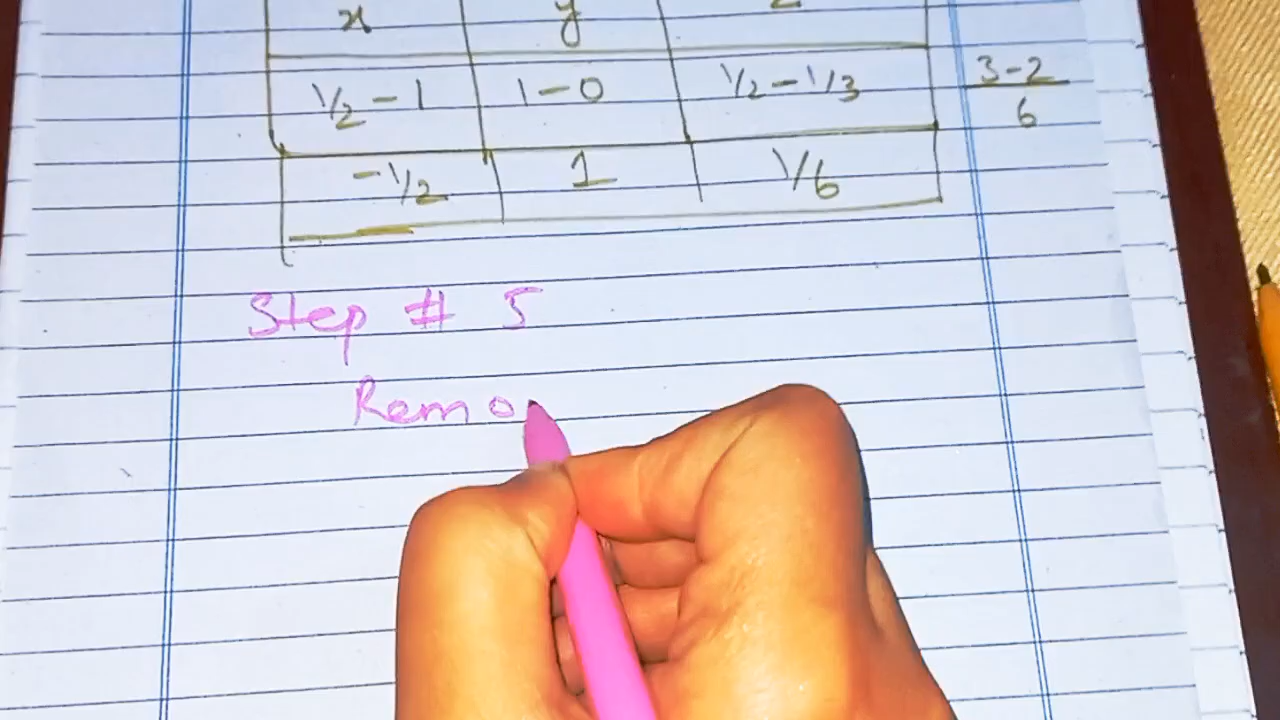 x y z
1/2 - 1 1 - 0 1/2 - 1/3 3-2/6
-1/2 1 1/6
Step # 5
Remo